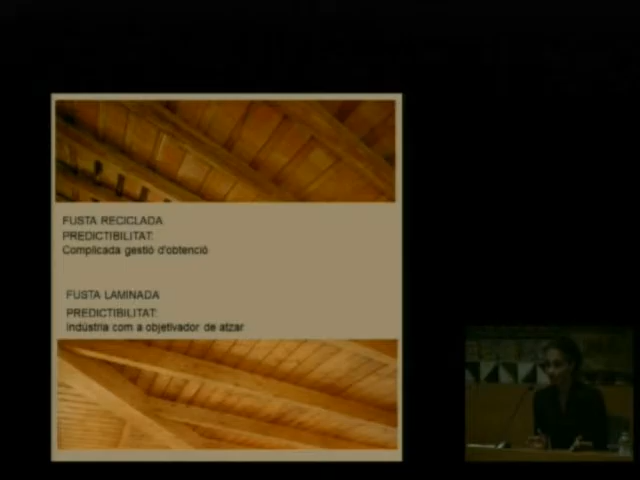 FUSTA RECICLADA
PREDICTIBILITAT:
Complicada gestió d'obtenció
FUSTA LAMINADA
PREDICTIBILITAT:
Indústria com a objetivador de atzar